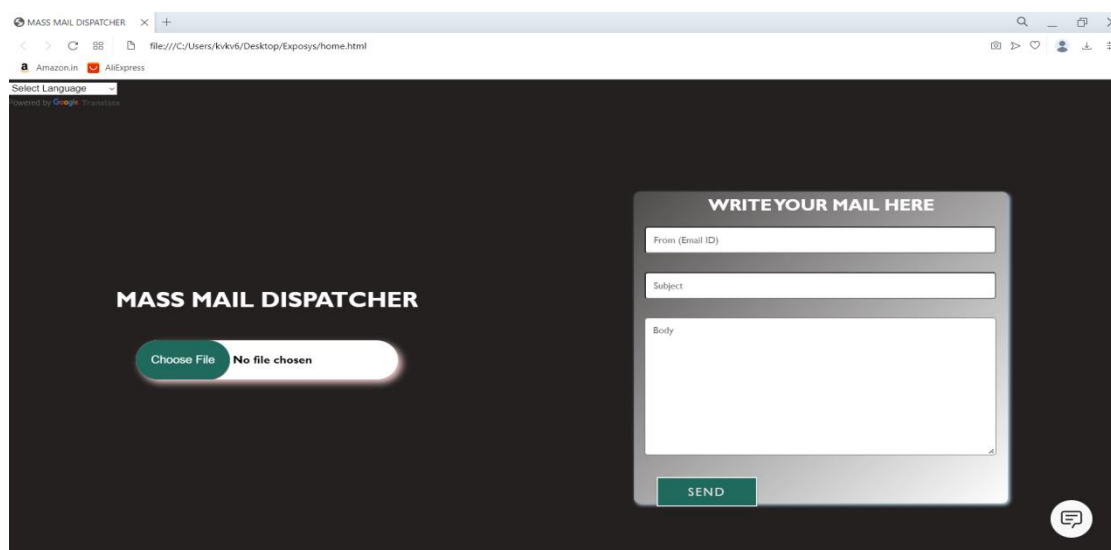 MASS MAIL DISPATCHER
file:///C:/Users/kvkv6/Desktop/Exposys/home.html
Amazon.in AliExpress
Select Language
Powered by Google Translate
WRITE YOUR MAIL HERE
From (Email ID)
Subject
MASS MAIL DISPATCHER
Body
Choose File No file chosen
SEND